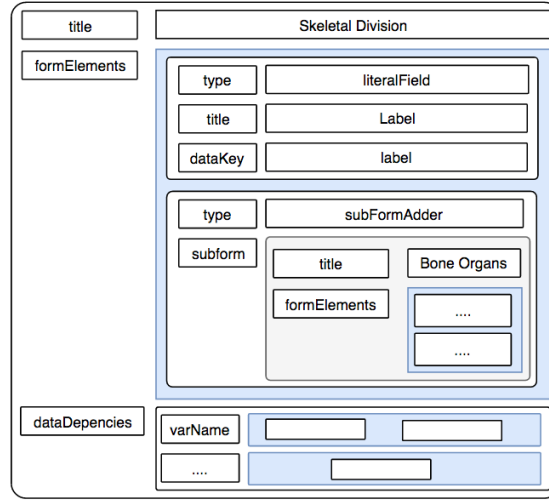 title Skeletal Division
formElements
type literalField
title Label
dataKey label
type subFormAdder
subform
title Bone Organs
formElements ....
....
dataDepencies
varName
....